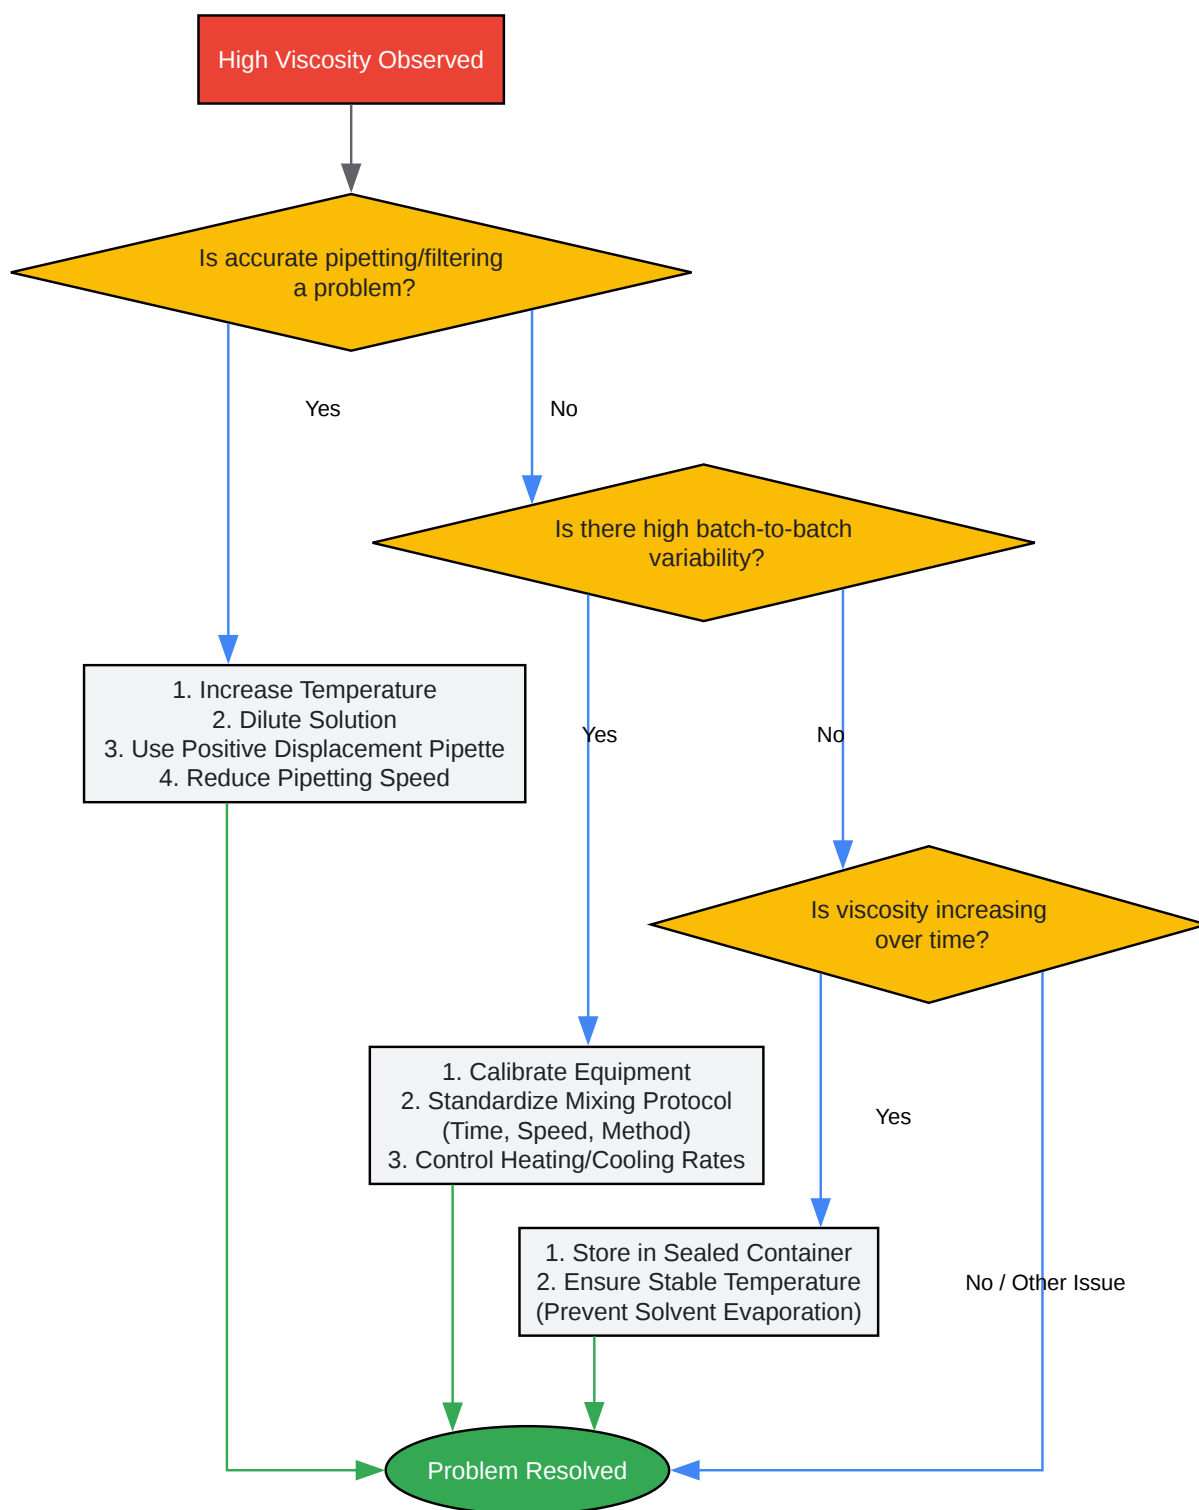 High Viscosity Observed
Is accurate pipetting/filtering
a problem?
Yes
No
Is there high batch-to-batch
variability?
1. Increase Temperature
2. Dilute Solution
3. Use Positive Displacement Pipette
4. Reduce Pipetting Speed
Yes
No
Is viscosity increasing
over time?
1. Calibrate Equipment
2. Standardize Mixing Protocol
(Time, Speed, Method)
3. Control Heating/Cooling Rates
Yes
1. Store in Sealed Container
2. Ensure Stable Temperature
(Prevent Solvent Evaporation)
No / Other Issue
Problem Resolved